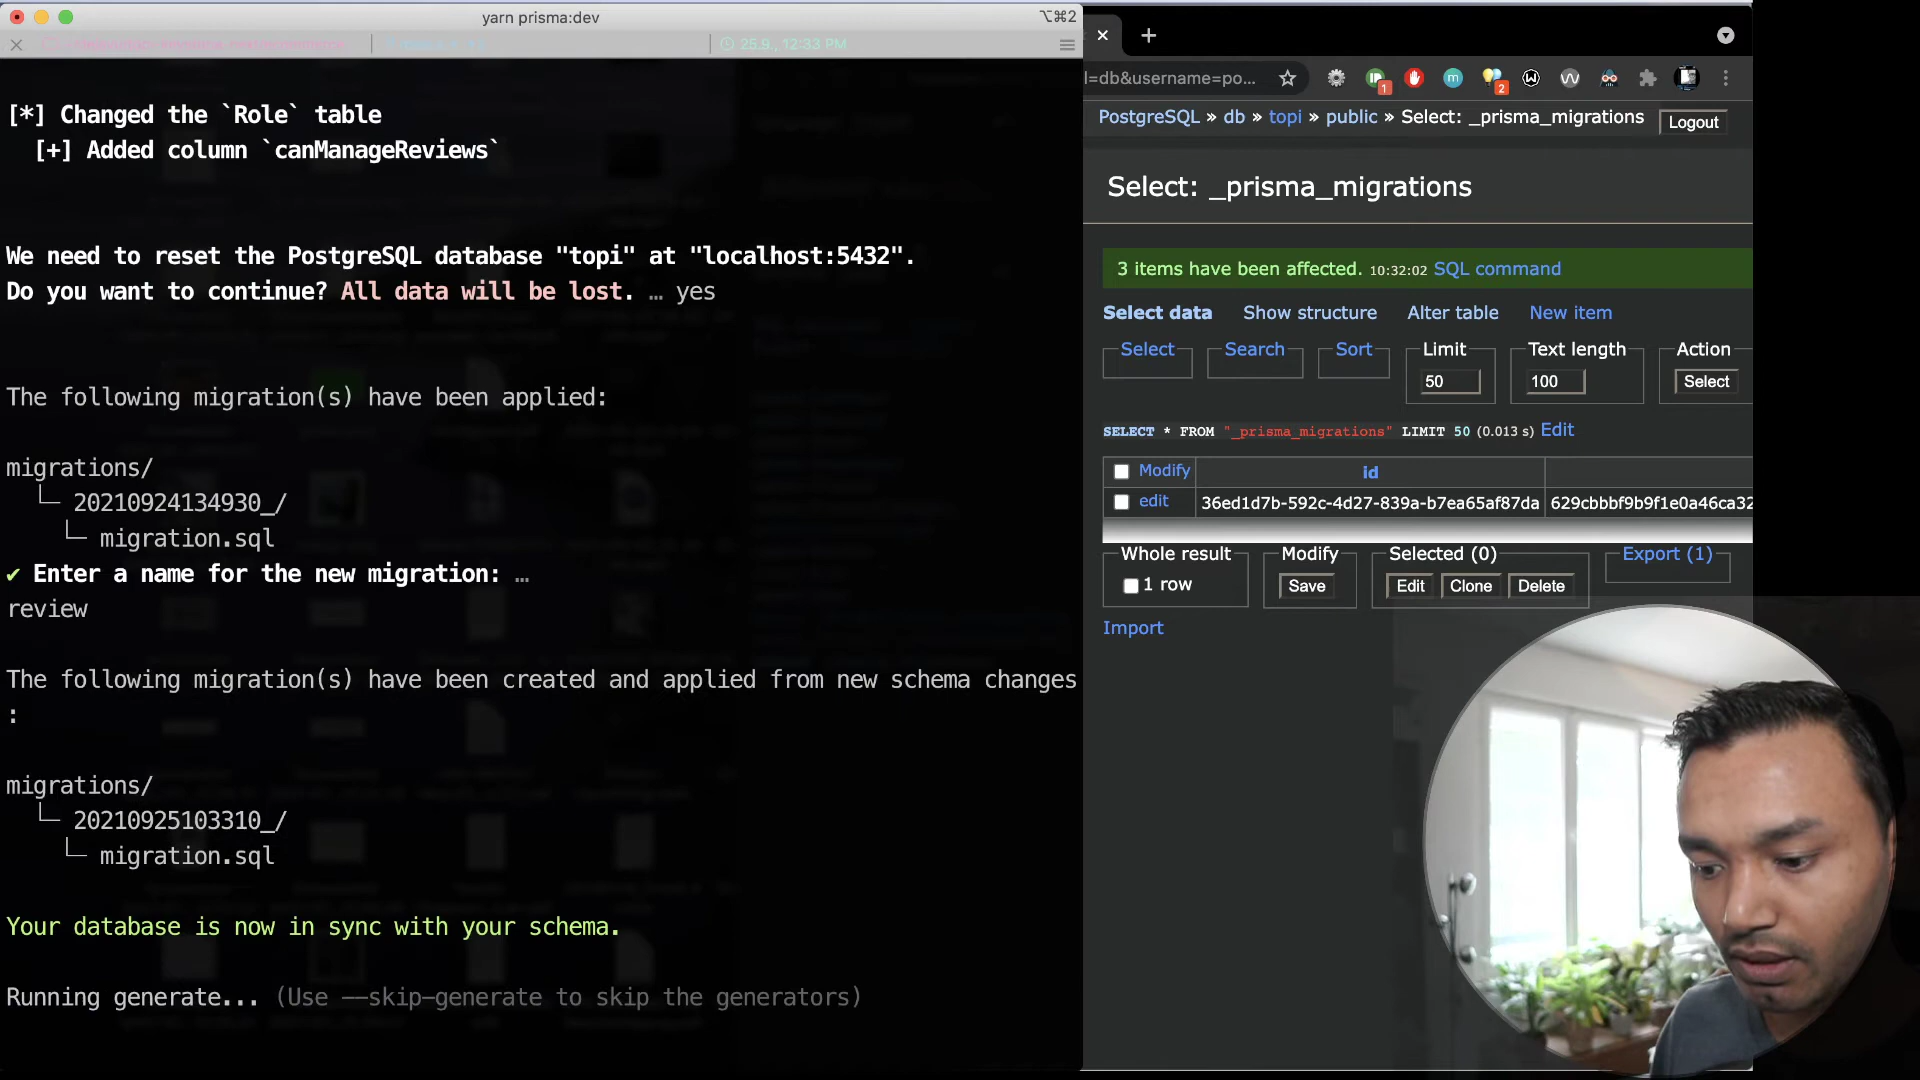 yarn prisma:dev
⌥⌘2
25.9., 12:33 PM
[*] Changed the `Role` table
[+] Added column `canManageReviews`
We need to reset the PostgreSQL database "topi" at "localhost:5432".
Do you want to continue? All data will be lost. … yes
The following migration(s) have been applied:
migrations/
└─ 20210924134930_/
└─ migration.sql
✔ Enter a name for the new migration: …
review
The following migration(s) have been created and applied from new schema changes
:
migrations/
└─ 20210925103310_/
└─ migration.sql
Your database is now in sync with your schema.
Running generate... (Use --skip-generate to skip the generators)
l=db&username=po...
1
m
2
PostgreSQL » db » topi » public » Select: _prisma_migrations
Logout
Select: _prisma_migrations
3 items have been affected. 10:32:02 SQL command
Select data Show structure Alter table New item
Select Search Sort Limit Text length Action
50 100 Select
SELECT * FROM "_prisma_migrations" LIMIT 50 (0.013 s) Edit
Modify id
edit 36ed1d7b-592c-4d27-839a-b7ea65af87da 629cbbbf9b9f1e0a46ca32
Whole result Modify Selected (0) Export (1)
1 row Save Edit Clone Delete
Import